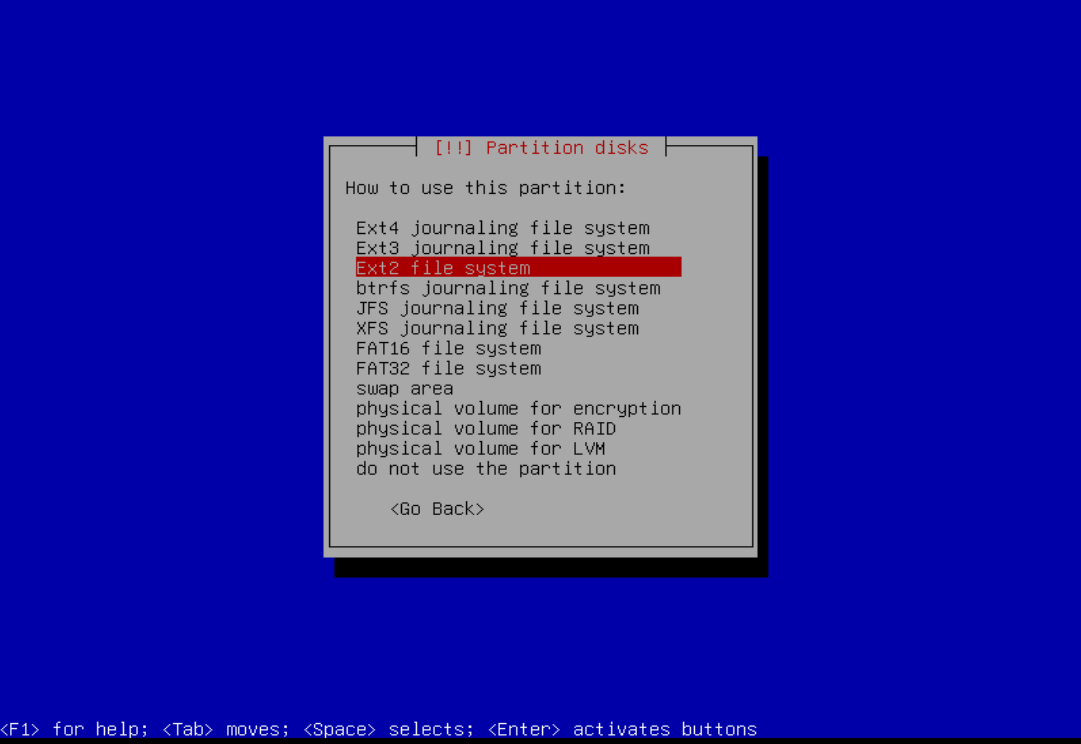 [!!] Partition disks
How to use this partition:
Ext4 journaling file system
Ext3 journaling file system
Ext2 file system
btrfs journaling file system
JFS journaling file system
XFS journaling file system
FAT16 file system
FAT32 file system
swap area
physical volume for encryption
physical volume for RAID
physical volume for LVM
do not use the partition
<Go Back>
<F1> for help; <Tab> moves; <Space> selects; <Enter> activates buttons